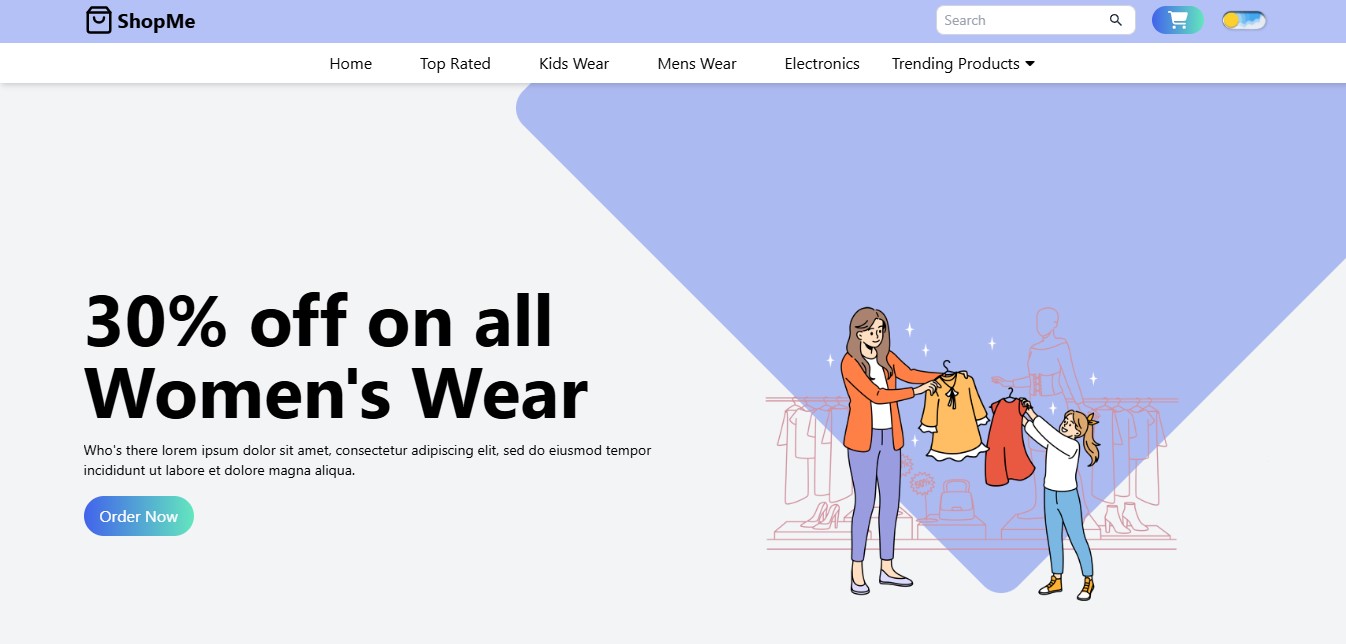 ShopMe
Search
Home Top Rated Kids Wear Mens Wear Electronics Trending Products
30% off on all
Women's Wear
Who's there lorem ipsum dolor sit amet, consectetur adipiscing elit, sed do eiusmod tempor
incididunt ut labore et dolore magna aliqua.
Order Now